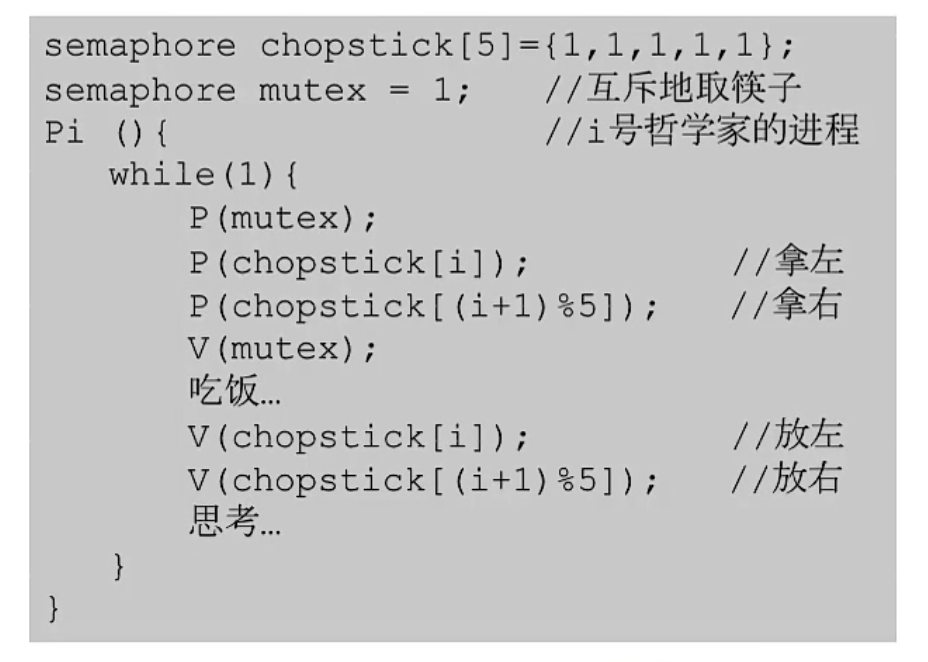 semaphore chopstick[5]={1,1,1,1,1};
semaphore mutex = 1;    //互斥地取筷子
Pi (){                  //i号哲学家的进程
   while(1){
       P(mutex);
       P(chopstick[i]);          //拿左
       P(chopstick[(i+1)%5]);    //拿右
       V(mutex);
       吃饭…
       V(chopstick[i]);          //放左
       V(chopstick[(i+1)%5]);    //放右
       思考…
   }
}